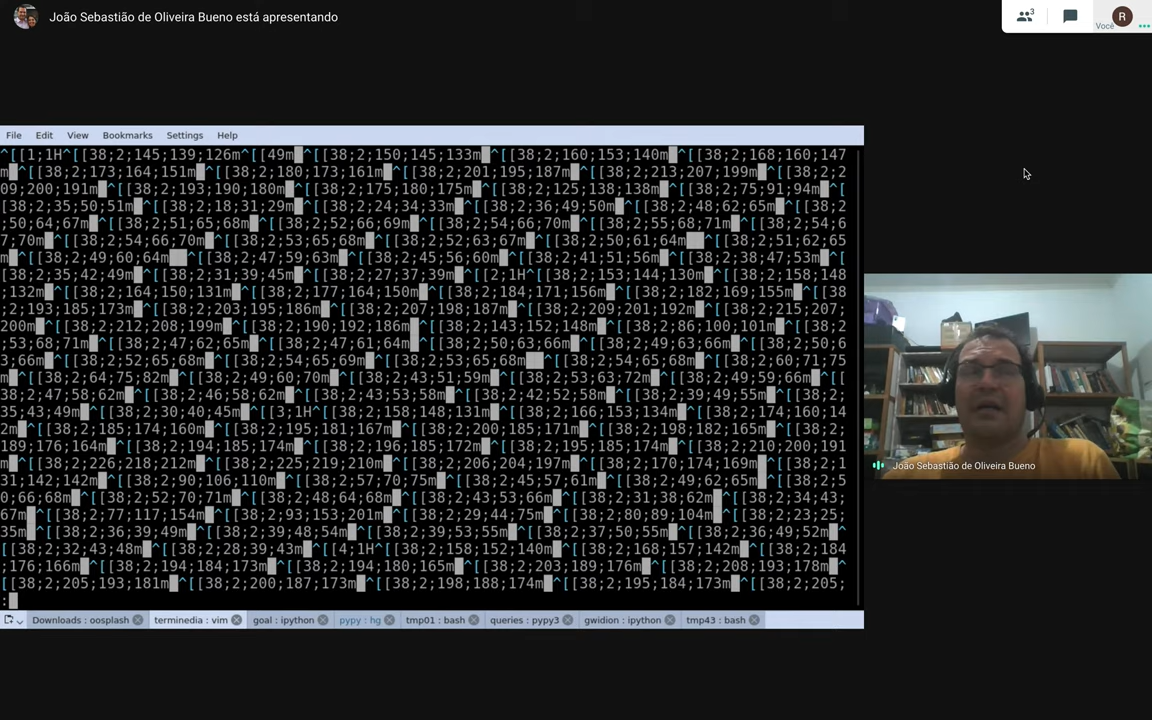 João Sebastião de Oliveira Bueno está apresentando
3
Você
R
File Edit View Bookmarks Settings Help
^[[1;1H^[[38;2;145;139;126m^[[49m█^[[38;2;150;145;133m█^[[38;2;160;153;140m█^[[38;2;168;160;147
m█^[[38;2;173;164;151m█^[[38;2;180;173;161m█^[[38;2;201;195;187m█^[[38;2;213;207;199m█^[[38;2;2
09;200;191m█^[[38;2;193;190;180m█^[[38;2;175;180;175m█^[[38;2;125;138;138m█^[[38;2;75;91;94m█^[
[38;2;35;50;51m█^[[38;2;18;31;29m█^[[38;2;24;34;33m█^[[38;2;36;49;50m█^[[38;2;48;62;65m█^[[38;2
;50;64;67m█^[[38;2;51;65;68m█^[[38;2;52;66;69m█^[[38;2;54;66;70m█^[[38;2;55;68;71m█^[[38;2;54;6
7;70m█^[[38;2;54;66;70m█^[[38;2;53;65;68m█^[[38;2;52;63;67m█^[[38;2;50;61;64m██^[[38;2;51;62;65
m█^[[38;2;49;60;64m██^[[38;2;47;59;63m█^[[38;2;45;56;60m█^[[38;2;41;51;56m█^[[38;2;38;47;53m█^[
[38;2;35;42;49m█^[[38;2;31;39;45m█^[[38;2;27;37;39m█^[[2;1H^[[38;2;153;144;130m█^[[38;2;158;148
;132m█^[[38;2;164;150;131m█^[[38;2;177;164;150m█^[[38;2;184;171;156m█^[[38;2;182;169;155m█^[[38
;2;193;185;173m█^[[38;2;203;195;186m█^[[38;2;207;198;187m█^[[38;2;209;201;192m█^[[38;2;215;207;
200m█^[[38;2;212;208;199m█^[[38;2;190;192;186m█^[[38;2;143;152;148m█^[[38;2;86;100;101m█^[[38;2
;53;68;71m█^[[38;2;47;62;65m█^[[38;2;47;61;64m█^[[38;2;50;63;66m█^[[38;2;49;63;66m█^[[38;2;50;6
3;66m█^[[38;2;52;65;68m█^[[38;2;54;65;69m█^[[38;2;53;65;68m██^[[38;2;54;65;68m█^[[38;2;60;71;75
m█^[[38;2;64;75;82m█^[[38;2;49;60;70m█^[[38;2;43;51;59m█^[[38;2;53;63;72m█^[[38;2;49;59;66m█^[[
38;2;47;58;62m█^[[38;2;46;58;62m█^[[38;2;43;53;58m█^[[38;2;42;52;58m█^[[38;2;39;49;55m█^[[38;2;
35;43;49m█^[[38;2;30;40;45m█^[[3;1H^[[38;2;158;148;131m█^[[38;2;166;153;134m█^[[38;2;174;160;14
2m█^[[38;2;185;174;160m█^[[38;2;195;181;167m█^[[38;2;200;185;171m█^[[38;2;198;182;165m█^[[38;2;
189;176;164m█^[[38;2;194;185;174m█^[[38;2;196;185;172m█^[[38;2;195;185;174m█^[[38;2;210;200;191
m█^[[38;2;226;218;212m█^[[38;2;225;219;210m█^[[38;2;206;204;197m█^[[38;2;170;174;169m█^[[38;2;1
31;142;142m█^[[38;2;90;106;110m█^[[38;2;57;70;75m█^[[38;2;45;57;61m█^[[38;2;49;62;65m█^[[38;2;5
0;66;68m█^[[38;2;52;70;71m█^[[38;2;48;64;68m█^[[38;2;43;53;66m█^[[38;2;31;38;62m█^[[38;2;34;43;
67m█^[[38;2;77;117;154m█^[[38;2;93;153;201m█^[[38;2;29;44;75m█^[[38;2;80;89;104m█^[[38;2;23;25;
35m█^[[38;2;36;39;49m█^[[38;2;39;48;54m█^[[38;2;39;53;55m█^[[38;2;37;50;55m█^[[38;2;36;49;52m█^
[[38;2;32;43;48m█^[[38;2;28;39;43m█^[[4;1H^[[38;2;158;152;140m█^[[38;2;168;157;142m█^[[38;2;184
;176;166m█^[[38;2;194;184;173m█^[[38;2;194;180;165m█^[[38;2;203;189;176m█^[[38;2;208;193;178m█^
[[38;2;205;193;181m█^[[38;2;200;187;173m█^[[38;2;198;188;174m█^[[38;2;195;184;173m█^[[38;2;205;
:
Downloads : oosplash terminedia : vim goal : ipython pypy : hg tmp01 : bash queries : pypy3 gwidion : ipython tmp43 : bash
João Sebastião de Oliveira Bueno